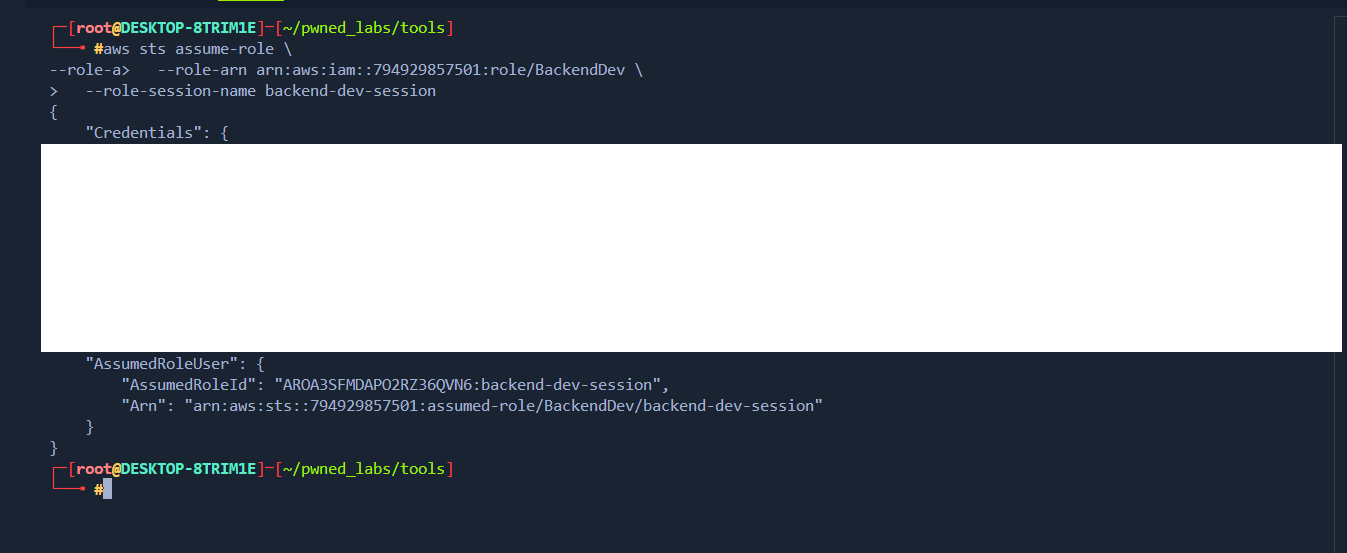 ┌─[root@DESKTOP-8TRIM1E]─[~/pwned_labs/tools]
└──╼ #aws sts assume-role \
--role-a>   --role-arn arn:aws:iam::794929857501:role/BackendDev \
>   --role-session-name backend-dev-session
{
    "Credentials": {
    "AssumedRoleUser": {
        "AssumedRoleId": "AROA3SFMDAPO2RZ36QVN6:backend-dev-session",
        "Arn": "arn:aws:sts::794929857501:assumed-role/BackendDev/backend-dev-session"
    }
}
┌─[root@DESKTOP-8TRIM1E]─[~/pwned_labs/tools]
└──╼ #